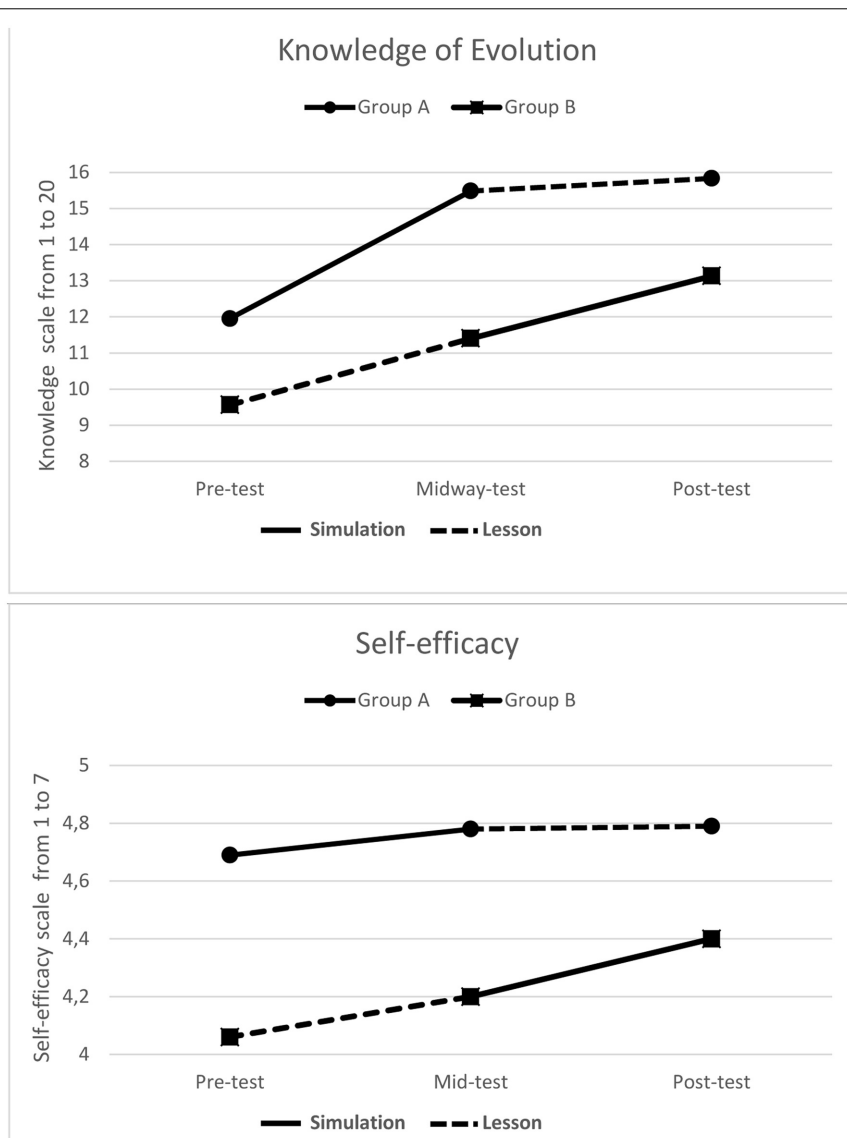 Knowledge of Evolution
Group A Group B
Knowledge scale from 1 to 20
16
15
14
13
12
11
10
9
8
Pre-test Midway-test Post-test
Simulation Lesson
Self-efficacy
Group A Group B
Self-efficacy scale from 1 to 7
5
4,8
4,6
4,4
4,2
4
Pre-test Mid-test Post-test
Simulation Lesson